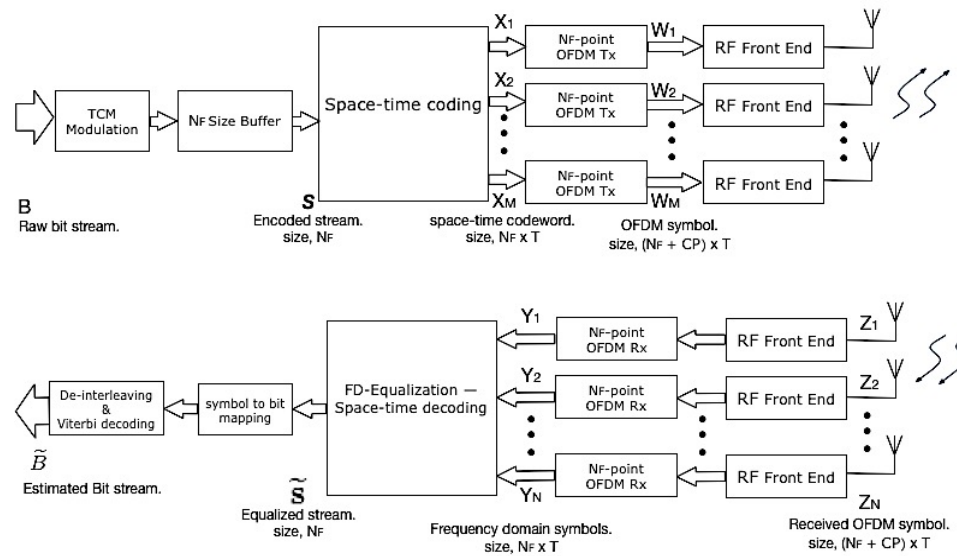 X1
X2
XM
W1
W2
WM
TCM
Modulation
NF Size Buffer
Space-time coding
NF-point
OFDM Tx
NF-point
OFDM Tx
NF-point
OFDM Tx
RF Front End
RF Front End
RF Front End
B
Raw bit stream.
S
Encoded stream.
size, NF
space-time codeword.
size, NF x T
OFDM symbol.
size, (NF + CP) x T
Y1
Y2
YN
Z1
Z2
ZN
De-interleaving
&
Viterbi decoding
symbol to bit
mapping
FD-Equalization —
Space-time decoding
NF-point
OFDM Rx
NF-point
OFDM Rx
NF-point
OFDM Rx
RF Front End
RF Front End
RF Front End
B̃
Estimated Bit stream.
S̃
Equalized stream.
size, NF
Frequency domain symbols.
size, NF x T
Received OFDM symbol.
size, (NF + CP) x T